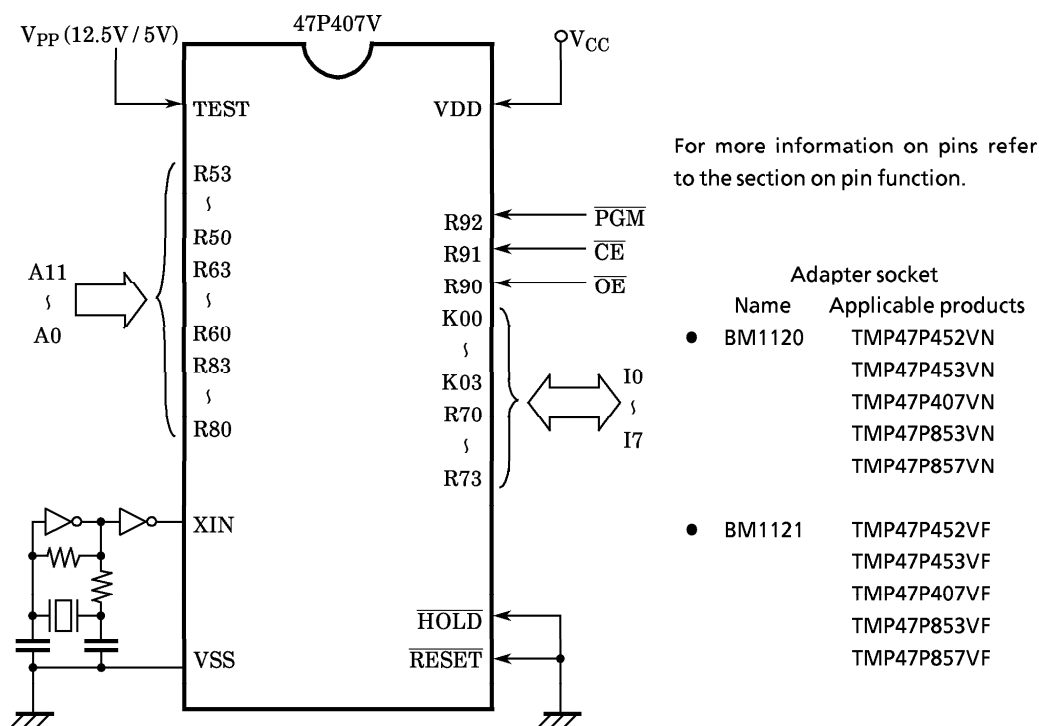 47P407V
VPP (12.5V / 5V)
VCC
TEST
VDD
R53
R50
R63
R60
R83
R80
A11
A0
R92
R91
R90
PGM
CE
OE
K00
K03
R70
R73
I0
I7
XIN
VSS
HOLD
RESET
For more information on pins refer
to the section on pin function.
Adapter socket
Name Applicable products
● BM1120 TMP47P452VN
TMP47P453VN
TMP47P407VN
TMP47P853VN
TMP47P857VN
● BM1121 TMP47P452VF
TMP47P453VF
TMP47P407VF
TMP47P853VF
TMP47P857VF